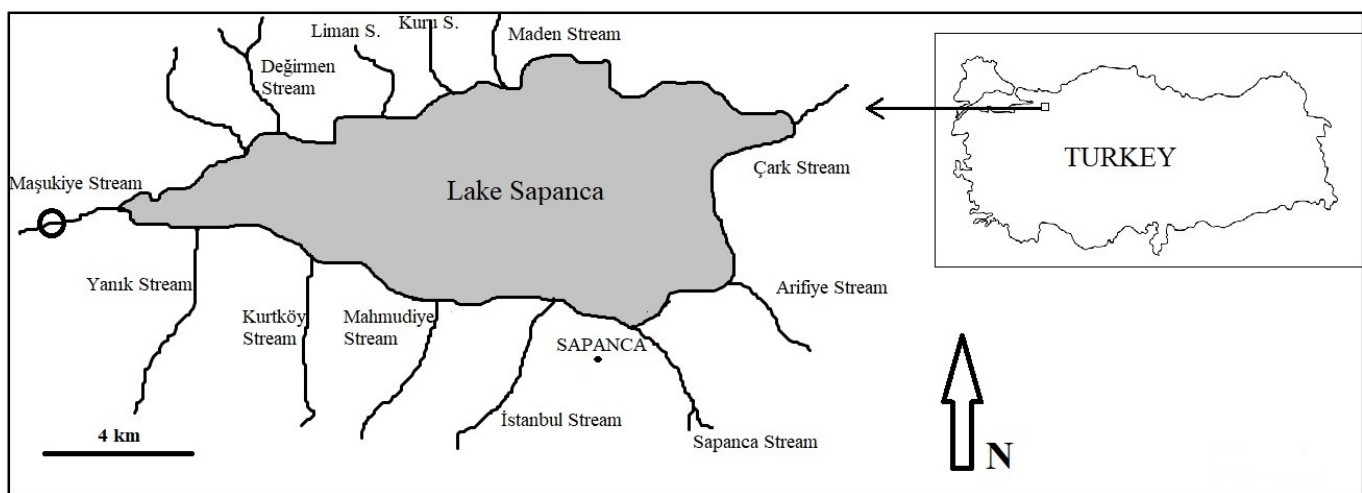 Liman S.
Kuru S.
Maden Stream
Değirmen
Stream
Maşukiye Stream
Lake Sapanca
Çark Stream
TURKEY
Yanık Stream
Kurtköy
Stream
Mahmudiye
Stream
Arifiye Stream
SAPANCA
İstanbul Stream
Sapanca Stream
4 km
N